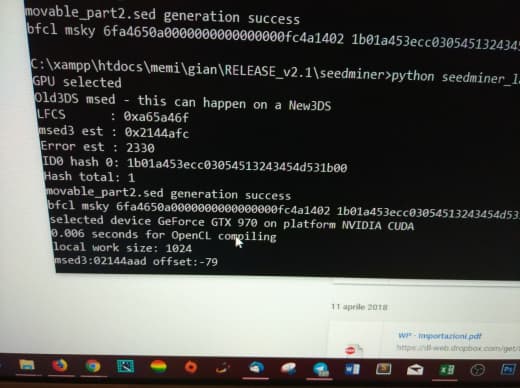 movable_part2.sed generation success
bfcl msky 6fa4650a0000000000000000fc4a1402 1b01a453ecc0305451324345
C:\xampp\htdocs\memi\gian\RELEASE_v2.1\seedminer>python seedminer_la
GPU selected
Old3DS msed - this can happen on a New3DS
LFCS : 0xa65a46f
msed3 est : 0x2144afc
Error est : 2330
ID0 hash 0: 1b01a453ecc03054513243454d531b00
Hash total: 1
movable_part2.sed generation success
bfcl msky 6fa4650a0000000000000000fc4a1402 1b01a453ecc03054513243454d53
selected device GeForce GTX 970 on platform NVIDIA CUDA
0.006 seconds for OpenCL compiling
local work size: 1024
msed3:02144aad offset:-79
11 aprile 2018
WP - Importazioni.pdf
https://dl-web.dropbox.com/get/